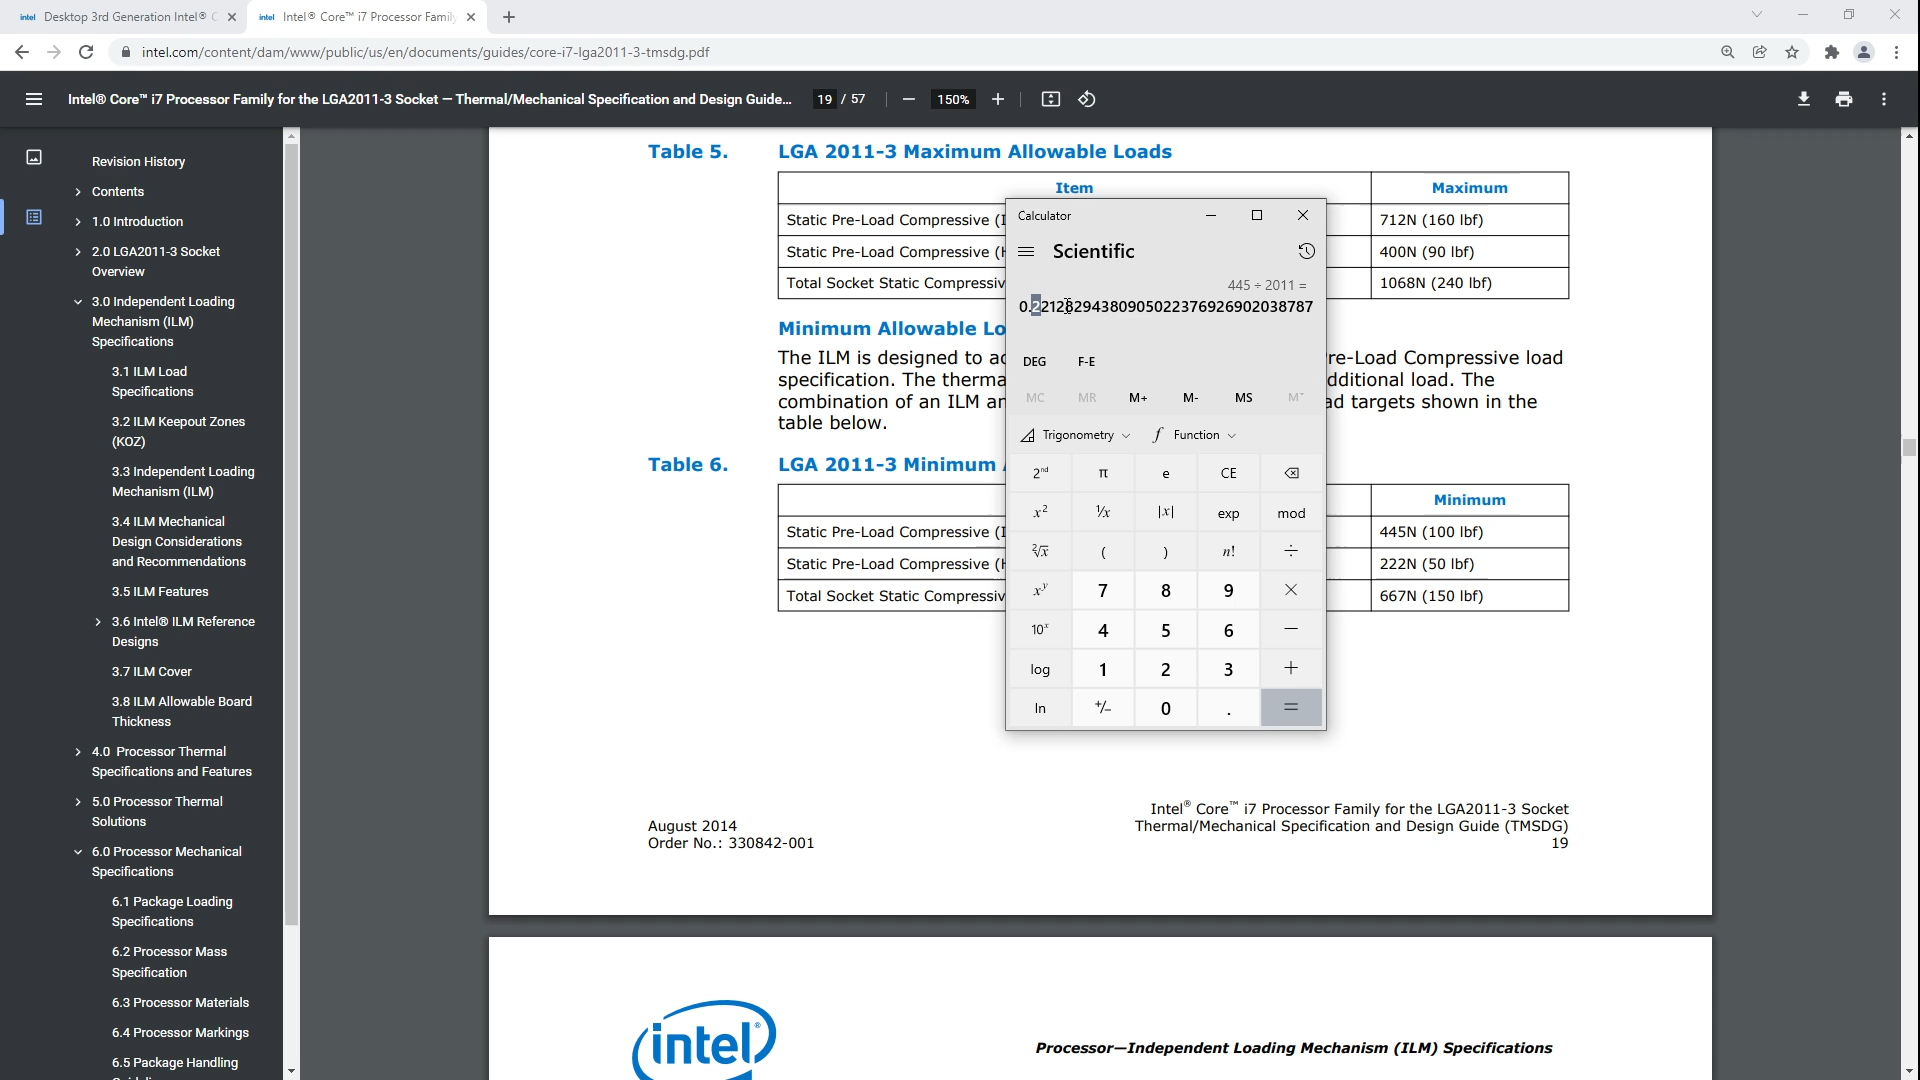 intel Desktop 3rd Generation Intel® C
intel Intel® Core™ i7 Processor Family
intel.com/content/dam/www/public/us/en/documents/guides/core-i7-lga2011-3-tmsdg.pdf
Intel® Core™ i7 Processor Family for the LGA2011-3 Socket – Thermal/Mechanical Specification and Design Guide...
19 / 57
150%
Revision History
Contents
1.0 Introduction
2.0 LGA2011-3 Socket
Overview
3.0 Independent Loading
Mechanism (ILM)
Specifications
3.1 ILM Load
Specifications
3.2 ILM Keepout Zones
(KOZ)
3.3 Independent Loading
Mechanism (ILM)
3.4 ILM Mechanical
Design Considerations
and Recommendations
3.5 ILM Features
3.6 Intel® ILM Reference
Designs
3.7 ILM Cover
3.8 ILM Allowable Board
Thickness
4.0 Processor Thermal
Specifications and Features
5.0 Processor Thermal
Solutions
6.0 Processor Mechanical
Specifications
6.1 Package Loading
Specifications
6.2 Processor Mass
Specification
6.3 Processor Materials
6.4 Processor Markings
6.5 Package Handling
Table 5. LGA 2011-3 Maximum Allowable Loads
Item Maximum
Static Pre-Load Compressive (I 712N (160 lbf)
Static Pre-Load Compressive (H 400N (90 lbf)
Total Socket Static Compressiv 1068N (240 lbf)
Minimum Allowable Lo
The ILM is designed to ac re-Load Compressive load
specification. The therma dditional load. The
combination of an ILM an ad targets shown in the
table below.
Table 6. LGA 2011-3 Minimum A
Minimum
Static Pre-Load Compressive (I 445N (100 lbf)
Static Pre-Load Compressive (H 222N (50 lbf)
Total Socket Static Compressiv 667N (150 lbf)
Calculator
Scientific
445 ÷ 2011 =
0.22128294380905022376926902038787
DEG F-E
MC MR M+ M- MS M˅
Trigonometry f Function
2ⁿᵈ π e CE
x² ¹/x |x| exp mod
²√x ( ) n! ÷
xʸ 7 8 9 ×
10ˣ 4 5 6 −
log 1 2 3 +
ln +/− 0 . =
August 2014
Order No.: 330842-001
Intel® Core™ i7 Processor Family for the LGA2011-3 Socket
Thermal/Mechanical Specification and Design Guide (TMSDG)
19
intel®
Processor—Independent Loading Mechanism (ILM) Specifications